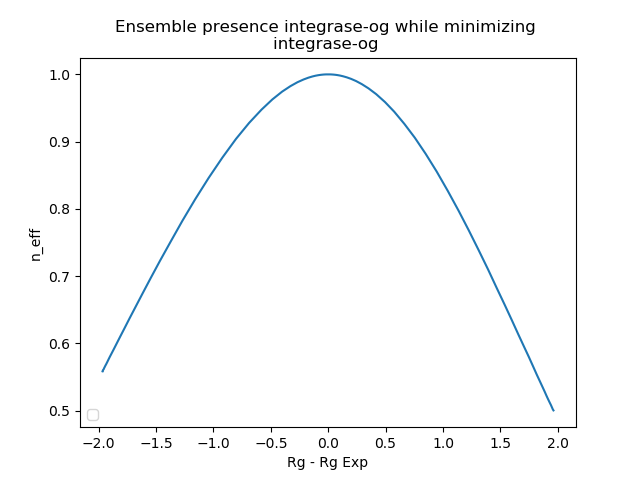 Ensemble presence integrase-og while minimizing
integrase-og
1.0
0.9
0.8
0.7
0.6
0.5
n_eff
−2.0 −1.5 −1.0 −0.5 0.0 0.5 1.0 1.5 2.0
Rg - Rg Exp